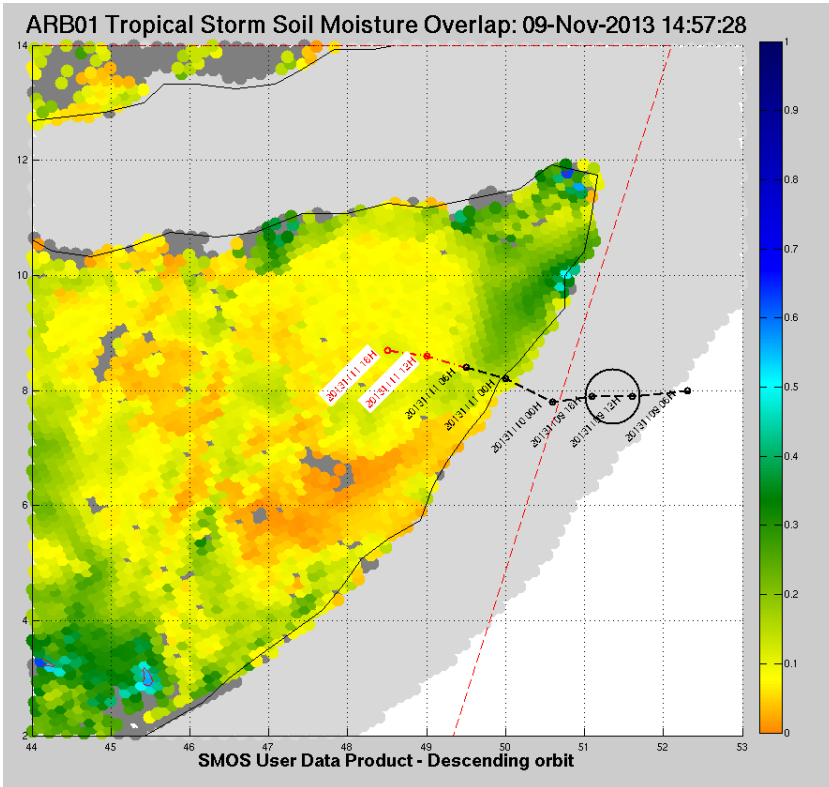 ARB01 Tropical Storm Soil Moisture Overlap: 09-Nov-2013 14:57:28
14
12
10
8
6
4
2
20131111 18H
20131111 12H
20131111 06H
20131111 00H
20131110 00H
20131109 18H
20131109 12H
20131109 06H
1
0.9
0.8
0.7
0.6
0.5
0.4
0.3
0.2
0.1
0
44 45 46 47 48 49 50 51 52 53
SMOS User Data Product - Descending orbit